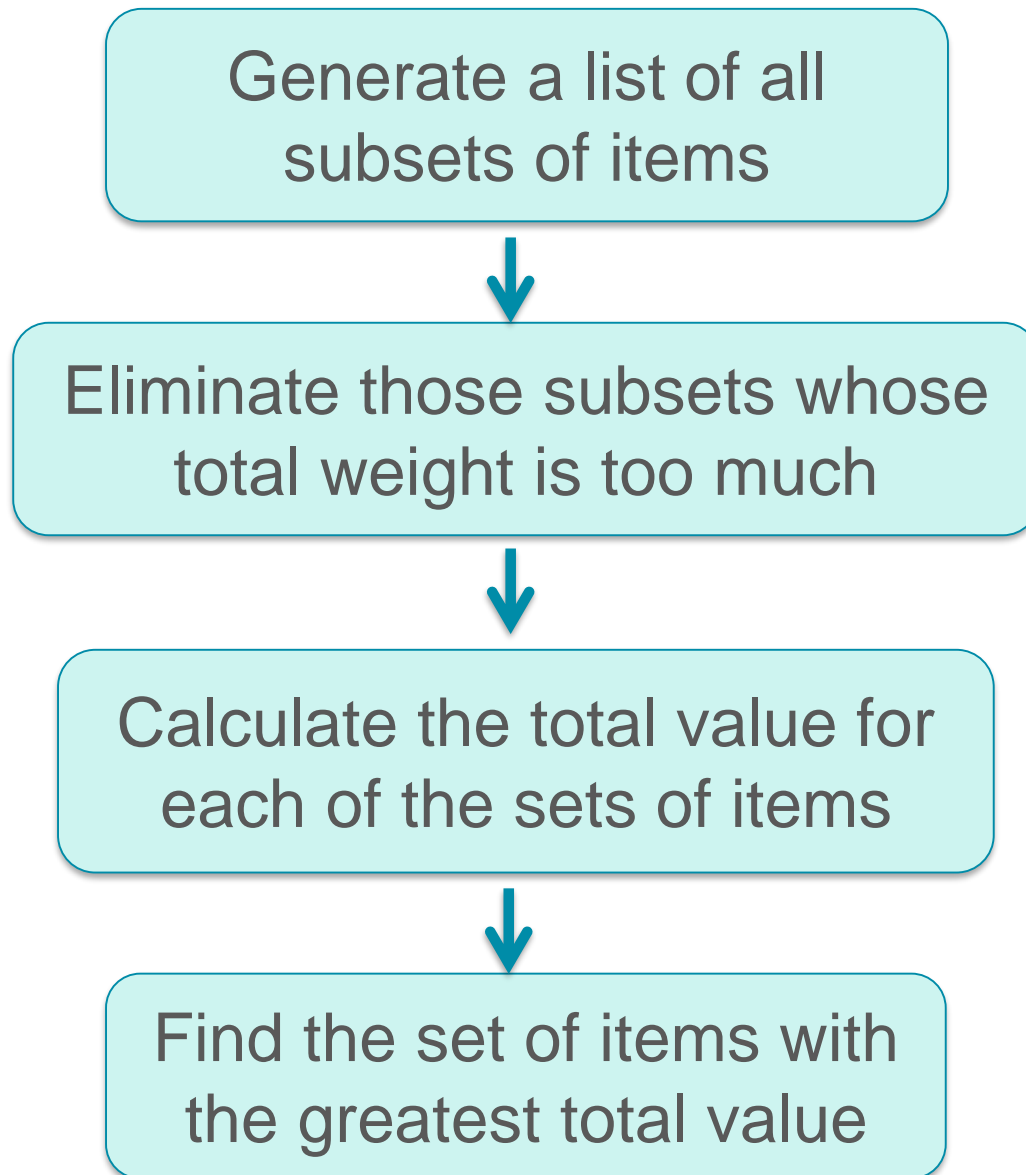 Generate a list of all
subsets of items
Eliminate those subsets whose
total weight is too much
Calculate the total value for
each of the sets of items
Find the set of items with
the greatest total value